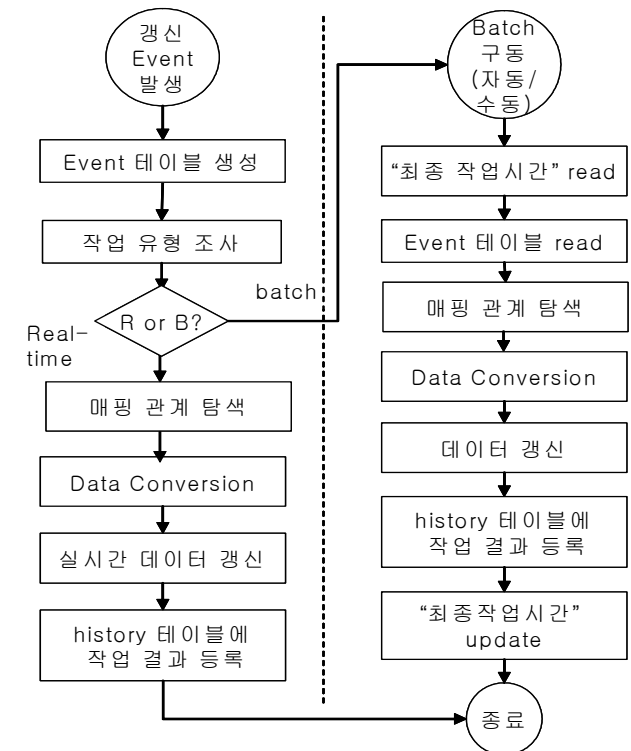 갱신
Event
발생
Event 테이블 생성
작업 유형 조사
R or B?
batch
Real-
time
매핑 관계 탐색
Data Conversion
실시간 데이터 갱신
history 테이블에
작업 결과 등록
Batch
구동
(자동/
수동)
“최종 작업시간” read
Event 테이블 read
매핑 관계 탐색
Data Conversion
데이터 갱신
history 테이블에
작업 결과 등록
“최종작업시간”
update
종료